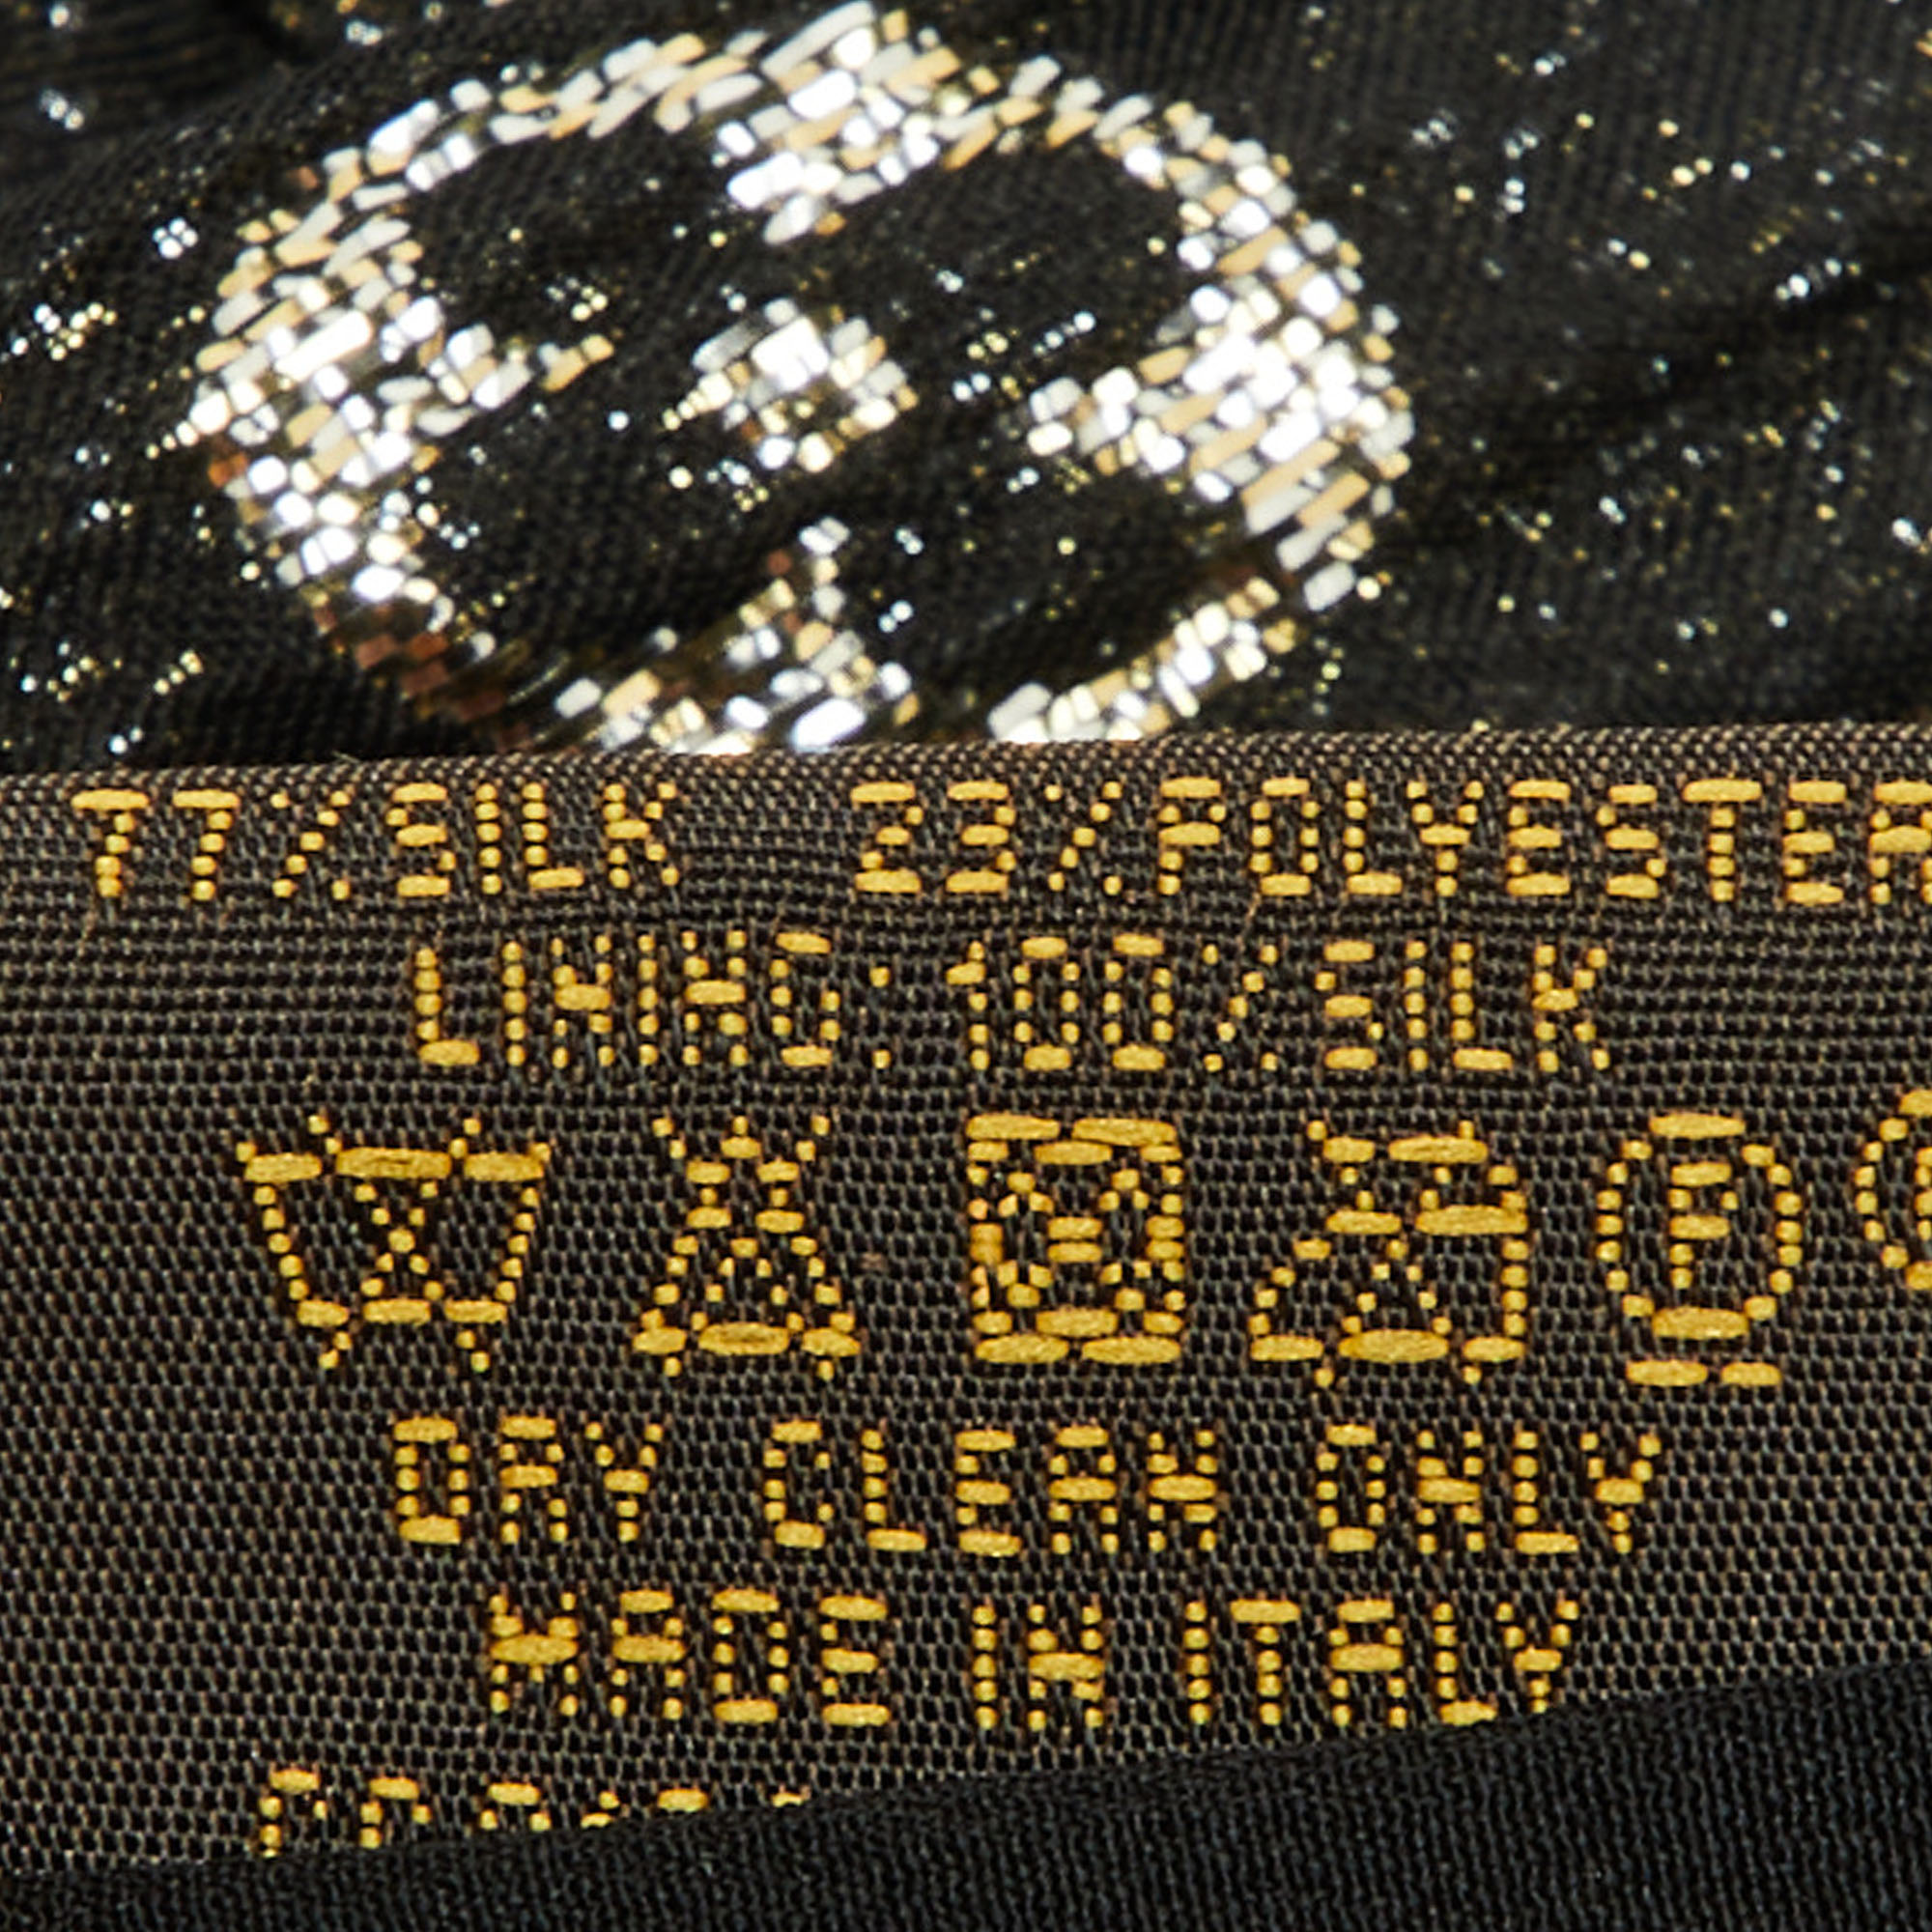 77%SILK 23%POLYESTER
LINING: 100%SILK
P
DRY CLEAN ONLY
MADE IN ITALY